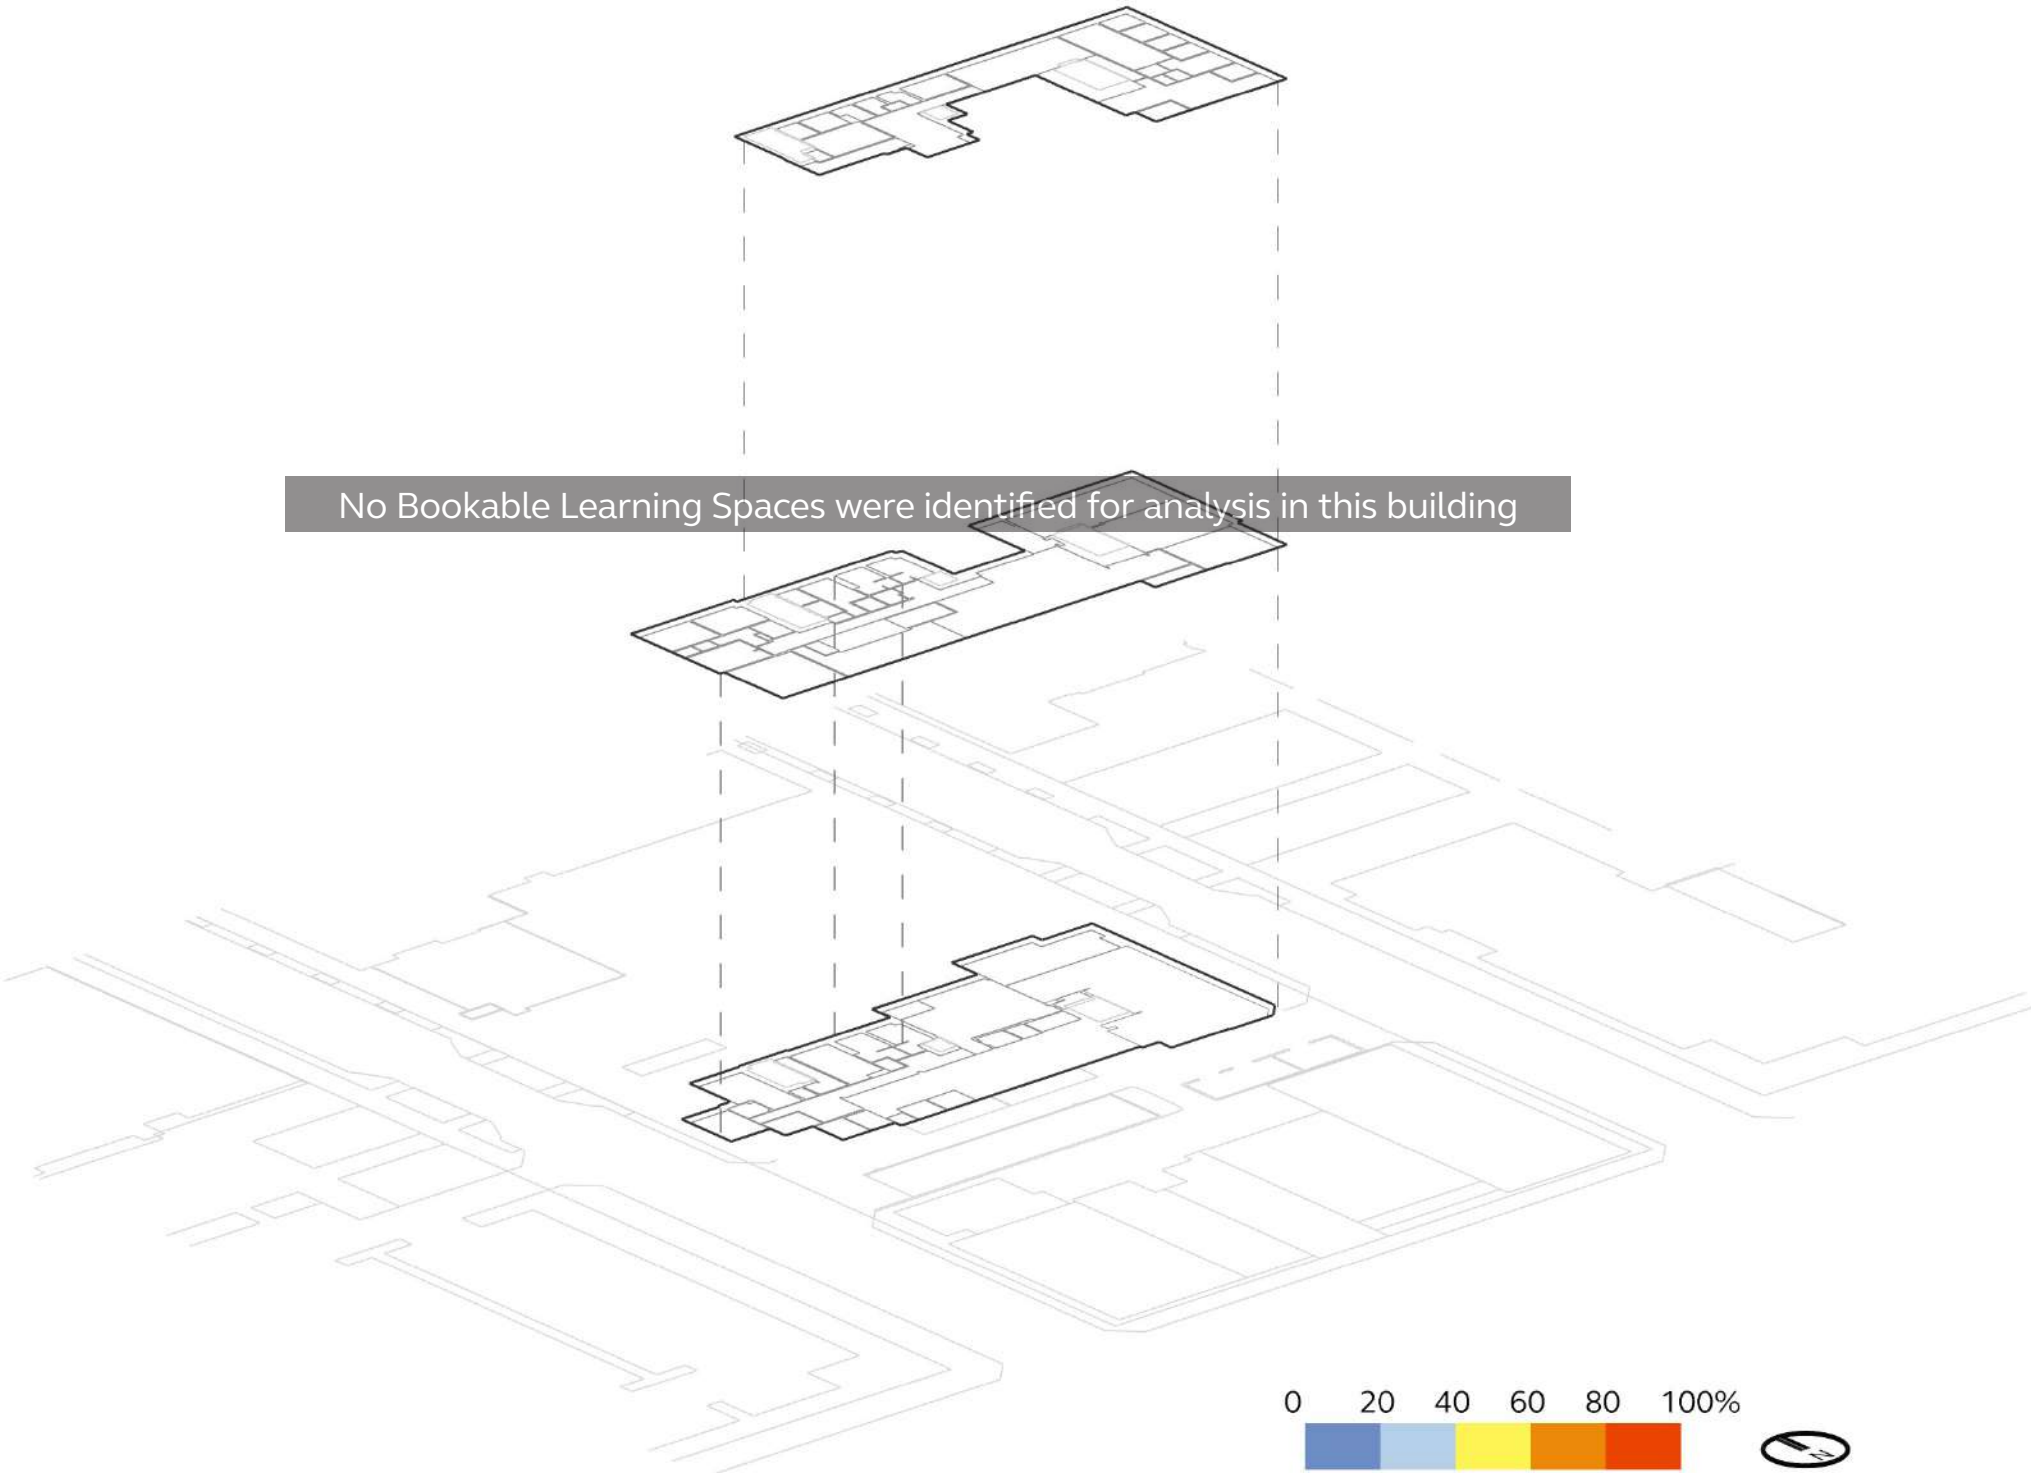 No Bookable Learning Spaces were identified for analysis in this building
0 20 40 60 80 100%
N